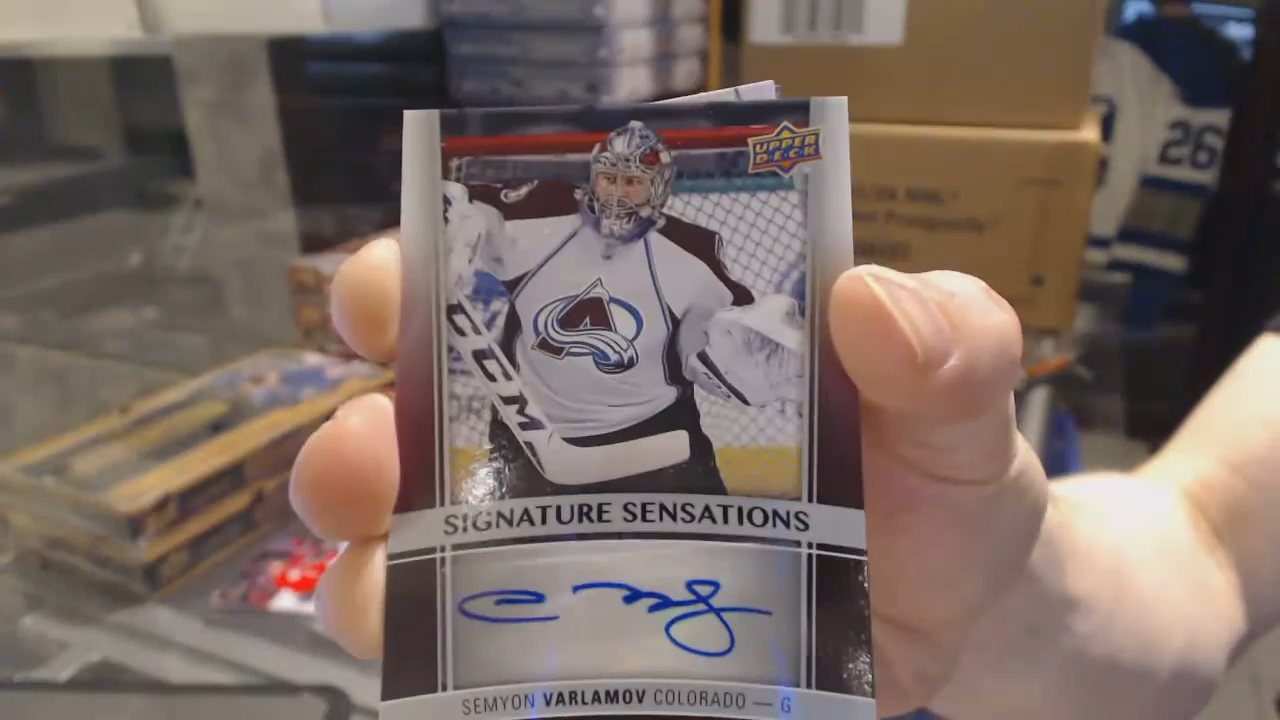 UPPER
DECK
26
CCM
SIGNATURE SENSATIONS
SEMYON VARLAMOV COLORADO — G